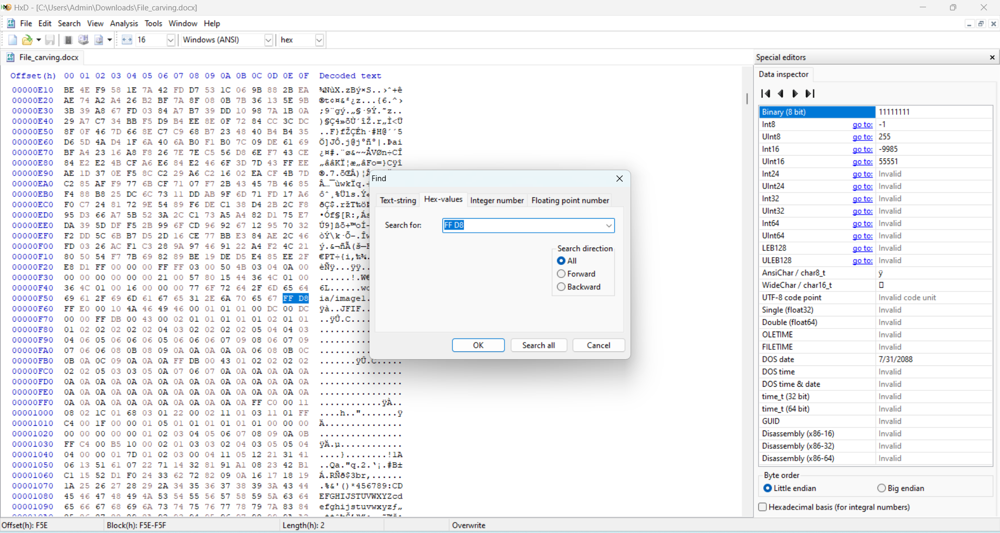 HxD - [C:\Users\Admin\Downloads\File_carving.docx]
File Edit Search View Analysis Tools Window Help
16 Windows (ANSI) hex
File_carving.docx
Offset(h) 00 01 02 03 04 05 06 07 08 09 0A 0B 0C 0D 0E 0F Decoded text
00000E10 BE 4E F9 58 1E 7A 42 FD D7 53 1C 06 9B 88 2B EA ¾NùX.zBý×S..›ˆ+ê
00000E20 AE 74 A2 A4 26 B2 BF 7A 8F 08 0B 7B 36 13 5E 9B ®t¢¤&²¿z...{6.^›
00000E30 3B 39 A8 67 FD 03 84 A7 B7 39 DD 10 98 7A 1B 0A ;9¨gý.„§·9Ý.˜z..
00000E40 29 A7 C7 34 BB F5 D9 B4 EE 8E 0F 72 84 CC 3C DC )§Ç4»õÙ´îŽ.r„Ì<Ü
00000E50 8F 0F 46 7D 66 8E C7 C9 68 B7 23 48 40 B4 B4 35 ..F}fŽÇÉh·#H@´´5
00000E60 D6 5D 4A D4 1F 6A 40 6A B0 F1 B0 7C 09 DE 61 69 Ö]JÔ.j@j°ñ°|.Þai
00000E70 BF A4 23 16 A8 F8 26 7E 7E C5 56 D8 6E F7 43 CE ¿¤#.¨ø&~~ÅVØn÷CÎ
00000E80 84 E2 E2 4B CF A6 E6 84 E2 46 6F 3D 7D 43 FF EE „ââKÏ¦æ„âFo=}Cÿî
00000E90 AE 1D 37 0E F5 8C C2 29 A6 C2 16 02 EA CF 4B 7D ®.7.õŒÂ)¦Â
00000EA0 C2 85 AF F9 77 6B CF 71 07 F7 2B 43 45 7B 46 85 Â…¯ùwkÏq.÷
00000EB0 F4 88 B8 25 DC 6C 73 11 DD AB 9F 6D 71 FD 17 A6 ôˆ¸%Üls.Ý«
00000EC0 F0 C7 24 81 72 9E 54 89 F6 DE C1 38 D4 2B 2C F8 ðÇ$.ržT‰öÞ
00000ED0 95 D3 66 A7 5B 52 3A 2C C1 73 A5 A4 82 D1 75 E7 •Óf§[R:,Ás
00000EE0 DA 39 5D DF F5 2B 99 6F CD 96 92 67 12 95 70 32 Ú9]ßõ+™oÍ–
00000EF0 F2 DD 5C 6B B7 D5 2D 16 CE 77 BB E3 84 AE 2C 46 òÝ\k·Õ-.Îw
00000F00 FD 03 26 AC F1 C3 28 9A 97 46 91 22 A4 F2 4C 21 ý.&¬ñÃ(š—F
00000F10 80 50 54 F7 7B 69 82 89 BE 19 DE D5 E4 85 EE 2F €PT÷{i‚‰¾.
00000F20 E8 D1 FF 00 00 00 FF FF 03 00 50 4B 03 04 0A 00 èÑÿ...ÿÿ..
00000F30 00 00 00 00 00 00 21 00 57 80 15 44 36 4C 01 00 ......!.W€
00000F40 36 4C 01 00 16 00 00 00 77 6F 72 64 2F 6D 65 64 6L......wo
00000F50 69 61 2F 69 6D 61 67 65 31 2E 6A 70 65 67 FF D8 ia/image1.
00000F60 FF E0 00 10 4A 46 49 46 00 01 01 01 00 DC 00 DC ÿà..JFIF..
00000F70 00 00 FF DB 00 43 00 02 01 01 01 01 01 02 01 01 ..ÿÛ.C....
00000F80 01 02 02 02 02 02 04 03 02 02 02 02 05 04 04 03 ..........
00000F90 04 06 05 06 06 06 05 06 06 06 07 09 08 06 07 09 ..........
00000FA0 07 06 06 08 0B 08 09 0A 0A 0A 0A 0A 06 08 0B 0C ..........
00000FB0 0B 0A 0C 09 0A 0A 0A FF DB 00 43 01 02 02 02 02 .......ÿÛ.C.....
00000FC0 02 02 05 03 03 05 0A 07 06 07 0A 0A 0A 0A 0A 0A ................
00000FD0 0A 0A 0A 0A 0A 0A 0A 0A 0A 0A 0A 0A 0A 0A 0A 0A ................
00000FE0 0A 0A 0A 0A 0A 0A 0A 0A 0A 0A 0A 0A 0A 0A 0A 0A ................
00000FF0 0A 0A 0A 0A 0A 0A 0A 0A 0A 0A 0A 0A FF C0 00 11 ............ÿÀ..
00001000 08 02 1C 01 68 03 01 22 00 02 11 01 03 11 01 FF ....h..".......ÿ
00001010 C4 00 1F 00 00 01 05 01 01 01 01 01 01 00 00 00 Ä...............
00001020 00 00 00 00 00 01 02 03 04 05 06 07 08 09 0A 0B ................
00001030 FF C4 00 B5 10 00 02 01 03 03 02 04 03 05 05 04 ÿÄ.µ............
00001040 04 00 00 01 7D 01 02 03 00 04 11 05 12 21 31 41 ....}........!1A
00001050 06 13 51 61 07 22 71 14 32 81 91 A1 08 23 42 B1 ..Qa."q.2.‘¡.#B±
00001060 C1 15 52 D1 F0 24 33 62 72 82 09 0A 16 17 18 19 Á.RÑð$3br‚......
00001070 1A 25 26 27 28 29 2A 34 35 36 37 38 39 3A 43 44 .%&'()*456789:CD
00001080 45 46 47 48 49 4A 53 54 55 56 57 58 59 5A 63 64 EFGHIJSTUVWXYZcd
00001090 65 66 67 68 69 6A 73 74 75 76 77 78 79 7A 83 84 efghijstuvwxyzƒ„
Find
Text-string Hex-values Integer number Floating point number
Search for: FF D8
Search direction
All
Forward
Backward
OK Search all Cancel
Special editors
Data inspector
Binary (8 bit) 11111111
Int8 go to: -1
UInt8 go to: 255
Int16 go to: -9985
UInt16 go to: 55551
Int24 go to: Invalid
UInt24 go to: Invalid
Int32 go to: Invalid
UInt32 go to: Invalid
Int64 go to: Invalid
UInt64 go to: Invalid
LEB128 go to: Invalid
ULEB128 go to: Invalid
AnsiChar / char8_t ÿ
WideChar / char16_t
UTF-8 code point Invalid code unit
Single (float32) Invalid
Double (float64) Invalid
OLETIME Invalid
FILETIME Invalid
DOS date 7/31/2088
DOS time Invalid
DOS time & date Invalid
time_t (32 bit) Invalid
time_t (64 bit) Invalid
GUID Invalid
Disassembly (x86-16) Invalid
Disassembly (x86-32) Invalid
Disassembly (x86-64) Invalid
Byte order
Little endian Big endian
Hexadecimal basis (for integral numbers)
Offset(h): F5E Block(h): F5E-F5F Length(h): 2 Overwrite